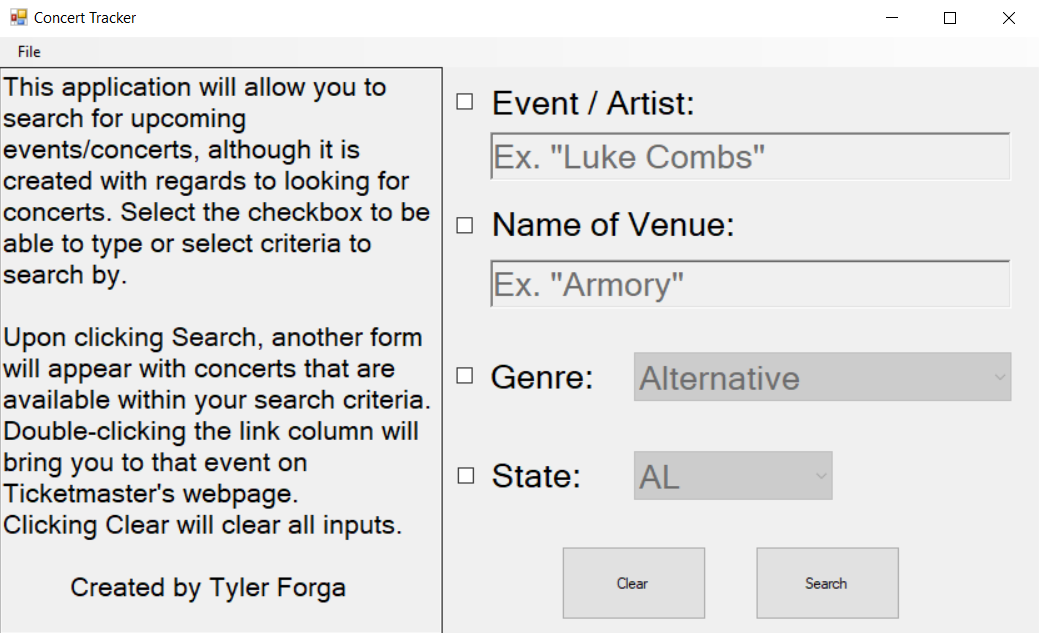 Concert Tracker
File
This application will allow you to
search for upcoming
events/concerts, although it is
created with regards to looking for
concerts. Select the checkbox to be
able to type or select criteria to
search by.
Upon clicking Search, another form
will appear with concerts that are
available within your search criteria.
Double-clicking the link column will
bring you to that event on
Ticketmaster's webpage.
Clicking Clear will clear all inputs.
Created by Tyler Forga
Event / Artist:
Ex. "Luke Combs"
Name of Venue:
Ex. "Armory"
Genre:
Alternative
State:
AL
Clear
Search